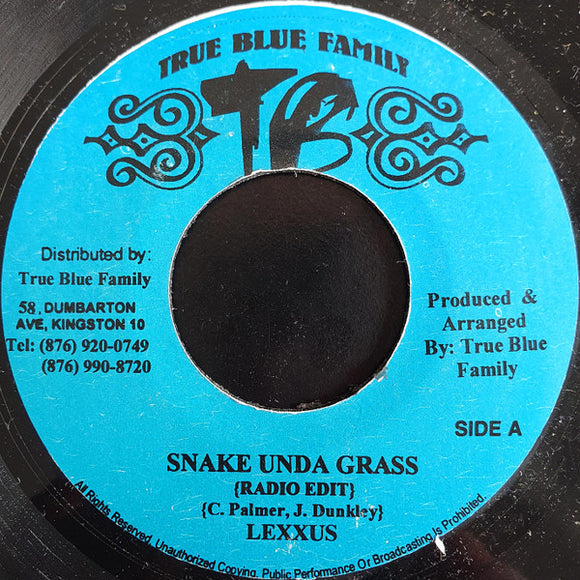 TRUE BLUE FAMILY
TB
Distributed by:
True Blue Family
58, DUMBARTON
AVE, KINGSTON 10
Tel: (876) 920-0749
(876) 990-8720
Produced &
Arranged
By: True Blue
Family
SIDE A
SNAKE UNDA GRASS
{RADIO EDIT}
{C. Palmer, J. Dunkley}
LEXXUS
All Rights Reserved. Unauthorized Copying, Public Performance Or Broadcasting Is Prohibited.